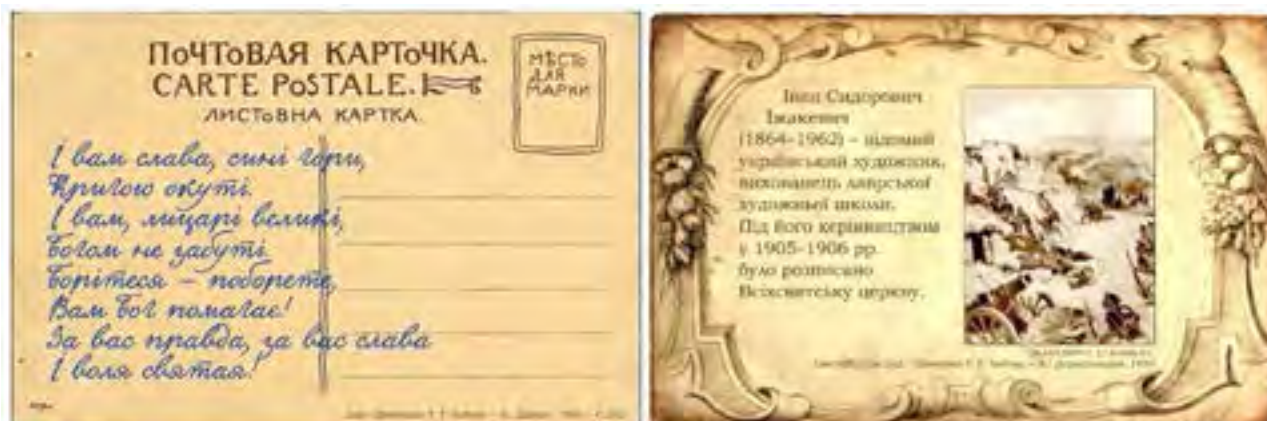 ПоЧТоВАЯ КАРТоЧКА.
CARTE PoSTALE.
ЛИСТоВНА КАРТКА.
МѢСТо
ДЛЯ
МАРКИ
І вам слава, сині гори,
Кригою окуті.
І вам, лицарі великі,
Богом не забуті.
Борітеся – поборете,
Вам Бог помагає!
За вас правда, за вас слава
І воля святая!
Іван Сидорович
Їжакевич
(1864–1962) – відомий
український художник,
вихованець лаврської
художньої школи.
Під його керівництвом
у 1905–1906 рр.
було розписано
Всіхсвятську церкву.